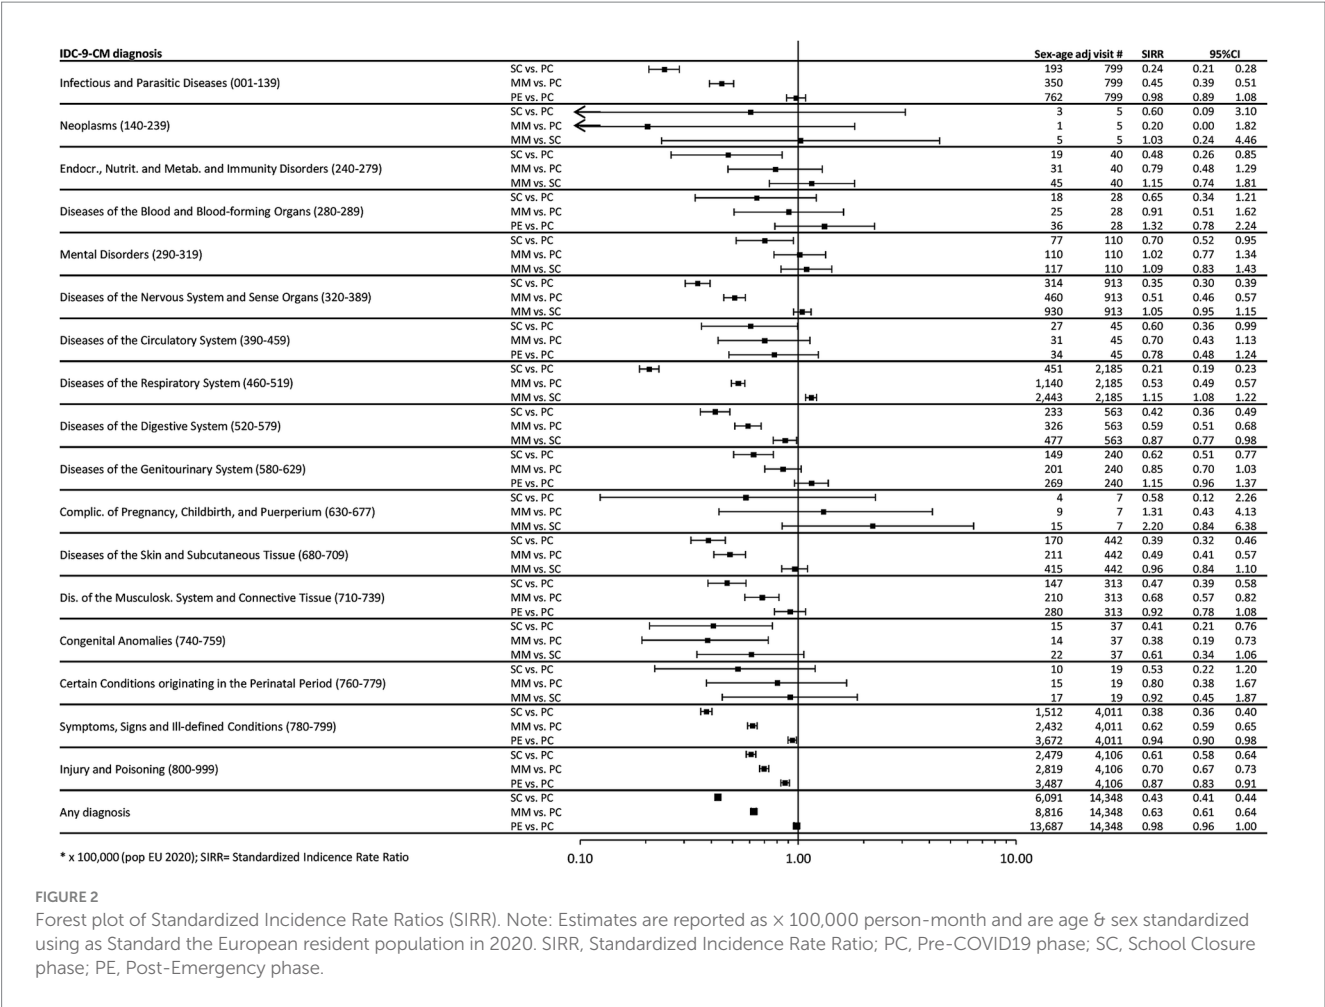 IDC-9-CM diagnosis Sex-age adj visit # SIRR 95%CI
SC vs. PC 193 799 0.24 0.21 0.28
Infectious and Parasitic Diseases (001-139) MM vs. PC 350 799 0.45 0.39 0.51
PE vs. PC 762 799 0.98 0.89 1.08
SC vs. PC 3 5 0.60 0.09 3.10
Neoplasms (140-239) MM vs. PC 1 5 0.20 0.00 1.82
MM vs. SC 5 5 1.03 0.24 4.46
SC vs. PC 19 40 0.48 0.26 0.85
Endocr., Nutrit. and Metab. and Immunity Disorders (240-279) MM vs. PC 31 40 0.79 0.48 1.29
MM vs. SC 45 40 1.15 0.74 1.81
SC vs. PC 18 28 0.65 0.34 1.21
Diseases of the Blood and Blood-forming Organs (280-289) MM vs. PC 25 28 0.91 0.51 1.62
PE vs. PC 36 28 1.32 0.78 2.24
SC vs. PC 77 110 0.70 0.52 0.95
Mental Disorders (290-319) MM vs. PC 110 110 1.02 0.77 1.34
MM vs. SC 117 110 1.09 0.83 1.43
SC vs. PC 314 913 0.35 0.30 0.39
Diseases of the Nervous System and Sense Organs (320-389) MM vs. PC 460 913 0.51 0.46 0.57
MM vs. SC 930 913 1.05 0.95 1.15
SC vs. PC 27 45 0.60 0.36 0.99
Diseases of the Circulatory System (390-459) MM vs. PC 31 45 0.70 0.43 1.13
PE vs. PC 34 45 0.78 0.48 1.24
SC vs. PC 451 2,185 0.21 0.19 0.23
Diseases of the Respiratory System (460-519) MM vs. PC 1,140 2,185 0.53 0.49 0.57
MM vs. SC 2,443 2,185 1.15 1.08 1.22
SC vs. PC 233 563 0.42 0.36 0.49
Diseases of the Digestive System (520-579) MM vs. PC 326 563 0.59 0.51 0.68
MM vs. SC 477 563 0.87 0.77 0.98
SC vs. PC 149 240 0.62 0.51 0.77
Diseases of the Genitourinary System (580-629) MM vs. PC 201 240 0.85 0.70 1.03
PE vs. PC 269 240 1.15 0.96 1.37
SC vs. PC 4 7 0.58 0.12 2.26
Complic. of Pregnancy, Childbirth, and Puerperium (630-677) MM vs. PC 9 7 1.31 0.43 4.13
MM vs. SC 15 7 2.20 0.84 6.38
SC vs. PC 170 442 0.39 0.32 0.46
Diseases of the Skin and Subcutaneous Tissue (680-709) MM vs. PC 211 442 0.49 0.41 0.57
MM vs. SC 415 442 0.96 0.84 1.10
SC vs. PC 147 313 0.47 0.39 0.58
Dis. of the Musculosk. System and Connective Tissue (710-739) MM vs. PC 210 313 0.68 0.57 0.82
PE vs. PC 280 313 0.92 0.78 1.08
SC vs. PC 15 37 0.41 0.21 0.76
Congenital Anomalies (740-759) MM vs. PC 14 37 0.38 0.19 0.73
MM vs. SC 22 37 0.61 0.34 1.06
SC vs. PC 10 19 0.53 0.22 1.20
Certain Conditions originating in the Perinatal Period (760-779) MM vs. PC 15 19 0.80 0.38 1.67
MM vs. SC 17 19 0.92 0.45 1.87
SC vs. PC 1,512 4,011 0.38 0.36 0.40
Symptoms, Signs and Ill-defined Conditions (780-799) MM vs. PC 2,432 4,011 0.62 0.59 0.65
PE vs. PC 3,672 4,011 0.94 0.90 0.98
SC vs. PC 2,479 4,106 0.61 0.58 0.64
Injury and Poisoning (800-999) MM vs. PC 2,819 4,106 0.70 0.67 0.73
PE vs. PC 3,487 4,106 0.87 0.83 0.91
SC vs. PC 6,091 14,348 0.43 0.41 0.44
Any diagnosis MM vs. PC 8,816 14,348 0.63 0.61 0.64
PE vs. PC 13,687 14,348 0.98 0.96 1.00
* x 100,000 (pop EU 2020); SIRR= Standardized Indicence Rate Ratio 0.10 1.00 10.00
FIGURE 2
Forest plot of Standardized Incidence Rate Ratios (SIRR). Note: Estimates are reported as × 100,000 person-month and are age & sex standardized
using as Standard the European resident population in 2020. SIRR, Standardized Incidence Rate Ratio; PC, Pre-COVID19 phase; SC, School Closure
phase; PE, Post-Emergency phase.